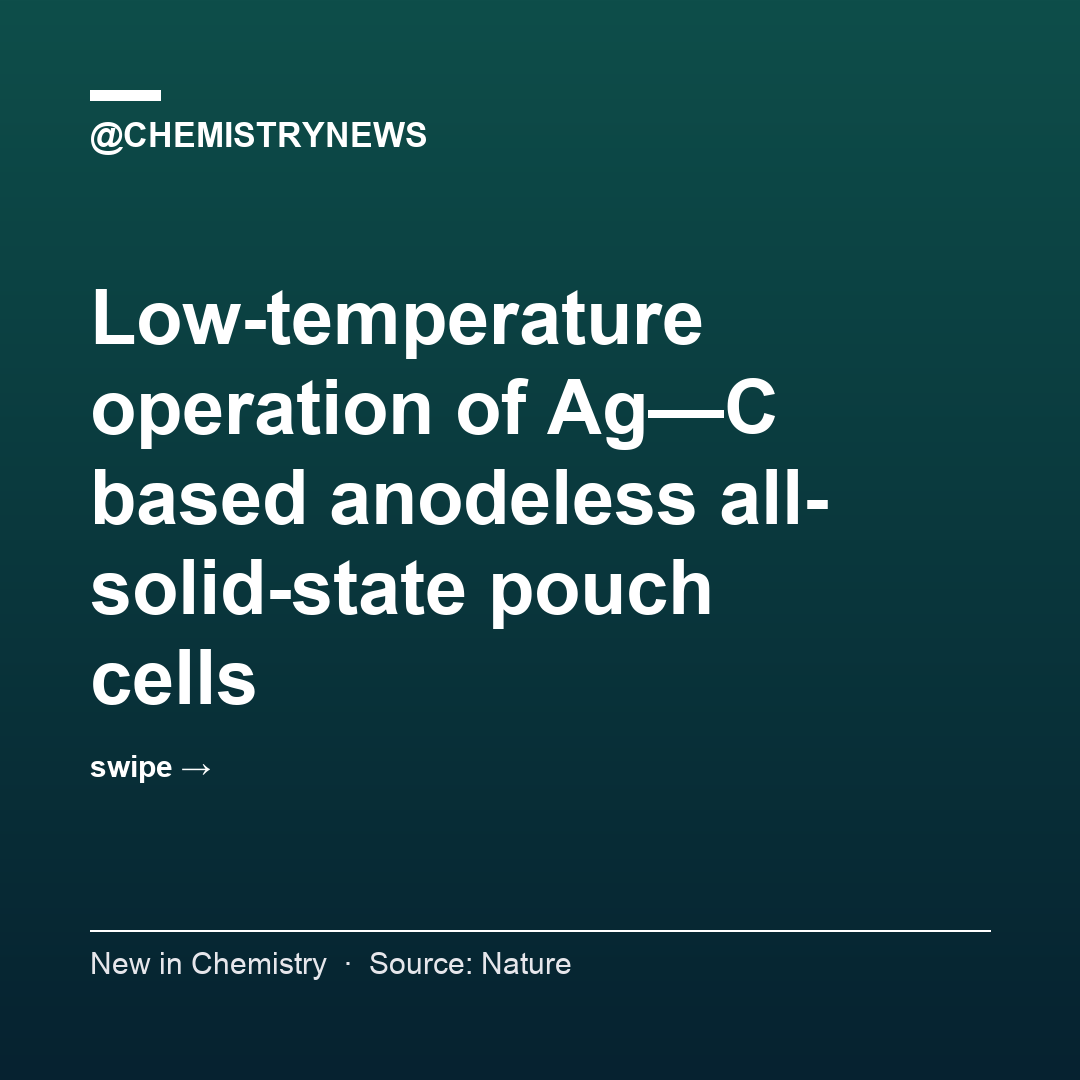 @CHEMISTRYNEWS
Low-temperature
operation of Ag—C
based anodeless all-
solid-state pouch
cells
swipe →
New in Chemistry · Source: Nature